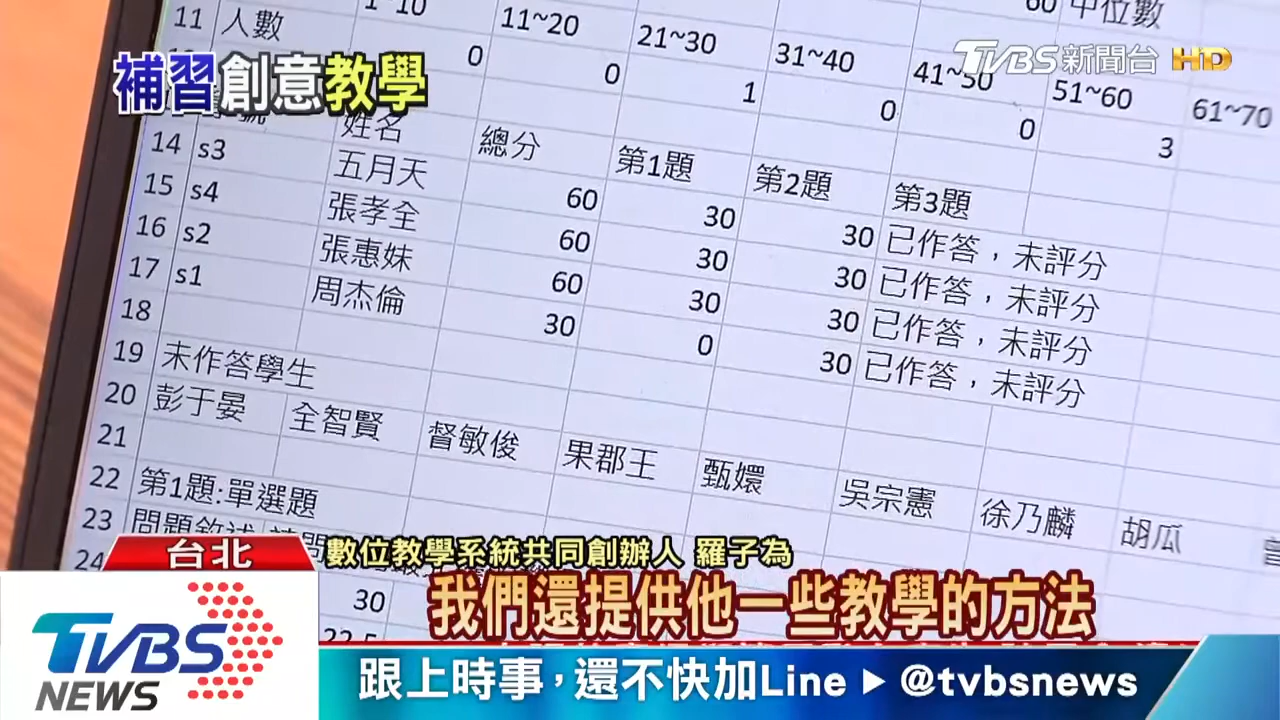 11 人數 1~10 11~20 21~30 31~40 41~50 51~60 61~70
60 中位數
TVBS新聞台 HD
補習創意教學
0 0 1 0 0 3
姓名 總分 第1題 第2題 第3題
14 s3 五月天 60 30 30 已作答，未評分
15 s4 張孝全 60 30 30 已作答，未評分
16 s2 張惠妹 60 30 30 已作答，未評分
17 s1 周杰倫 30 0 30 已作答，未評分
18
19 未作答學生
20 彭于晏 全智賢 督敏俊 果郡王 甄嬛 吳宗憲 徐乃麟 胡瓜
21
22 第1題:單選題
23 問題敘述
24
30
22.5
台北
數位教學系統共同創辦人 羅子為
我們還提供他一些教學的方法
TVBS
NEWS
跟上時事，還不快加Line ▶ @tvbsnews